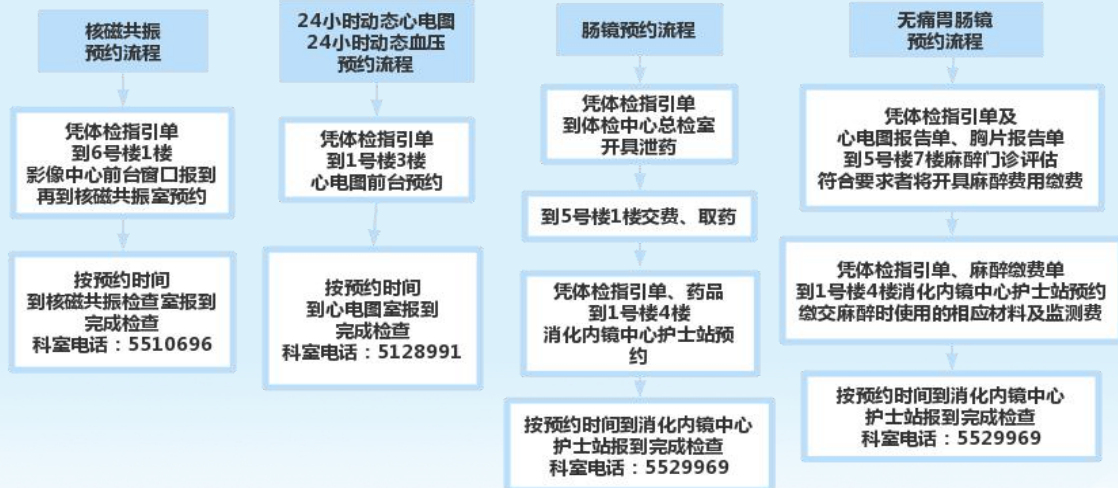 核磁共振
预约流程
凭体检指引单
到6号楼1楼
影像中心前台窗口报到
再到核磁共振室预约
按预约时间
到核磁共振检查室报到
完成检查
科室电话：5510696
24小时动态心电图
24小时动态血压
预约流程
凭体检指引单
到1号楼3楼
心电图前台预约
按预约时间
到心电图室报到
完成检查
科室电话：5128991
肠镜预约流程
凭体检指引单
到体检中心总检室
开具泄药
到5号楼1楼交费、取药
凭体检指引单、药品
到1号楼4楼
消化内镜中心护士站预
约
按预约时间到消化内镜中心
护士站报到完成检查
科室电话：5529969
无痛胃肠镜
预约流程
凭体检指引单及
心电图报告单、胸片报告单
到5号楼7楼麻醉门诊评估
符合要求者将开具麻醉费用缴费
凭体检指引单、麻醉缴费单
到1号楼4楼消化内镜中心护士站预约
缴交麻醉时使用的相应材料及监测费
按预约时间到消化内镜中心
护士站报到完成检查
科室电话：5529969